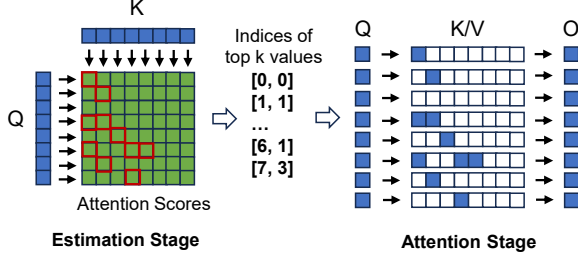 K
Q
Attention Scores
Estimation Stage
Indices of
top k values
[0, 0]
[1, 1]
...
[6, 1]
[7, 3]
Q
K/V
O
Attention Stage